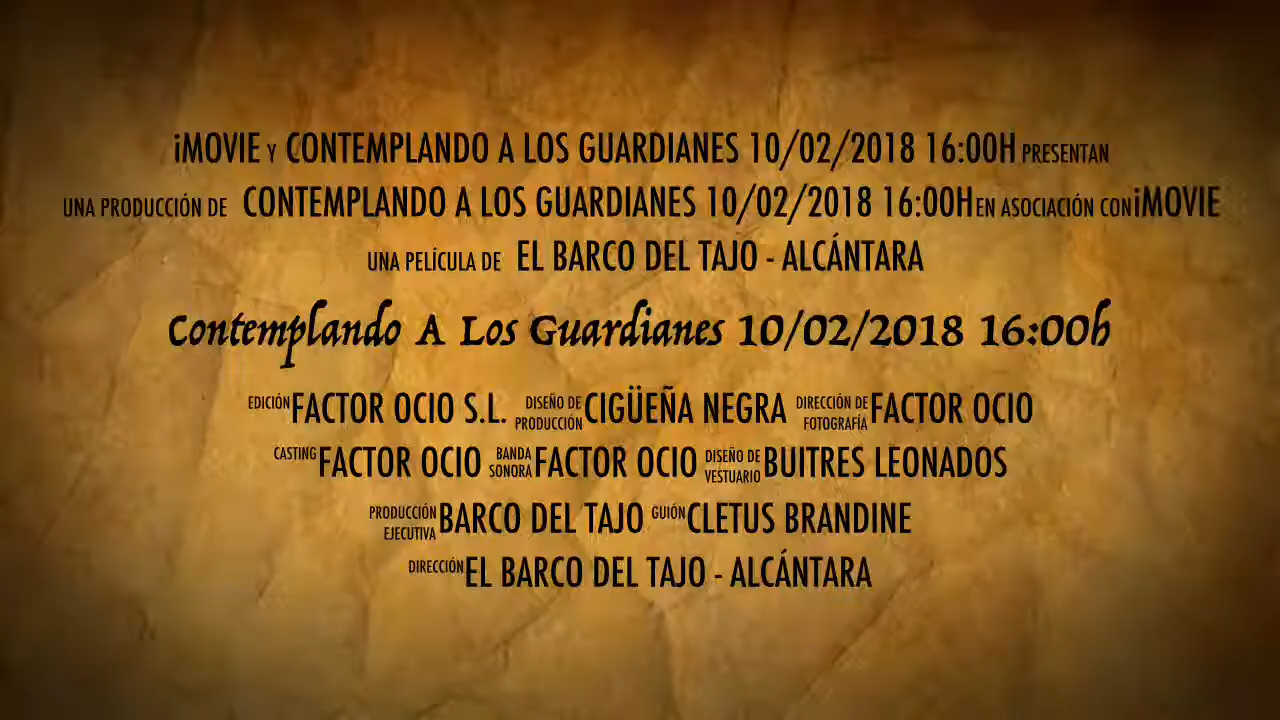 iMOVIE Y CONTEMPLANDO A LOS GUARDIANES 10/02/2018 16:00H PRESENTAN
UNA PRODUCCIÓN DE CONTEMPLANDO A LOS GUARDIANES 10/02/2018 16:00H EN ASOCIACIÓN CON iMOVIE
UNA PELÍCULA DE EL BARCO DEL TAJO - ALCÁNTARA
Contemplando A Los Guardianes 10/02/2018 16:00h
EDICIÓN FACTOR OCIO S.L. DISEÑO DE PRODUCCIÓN CIGÜEÑA NEGRA DIRECCIÓN DE FOTOGRAFÍA FACTOR OCIO
CASTING FACTOR OCIO BANDA SONORA FACTOR OCIO DISEÑO DE VESTUARIO BUITRES LEONADOS
PRODUCCIÓN EJECUTIVA BARCO DEL TAJO GUIÓN CLETUS BRANDINE
DIRECCIÓN EL BARCO DEL TAJO - ALCÁNTARA